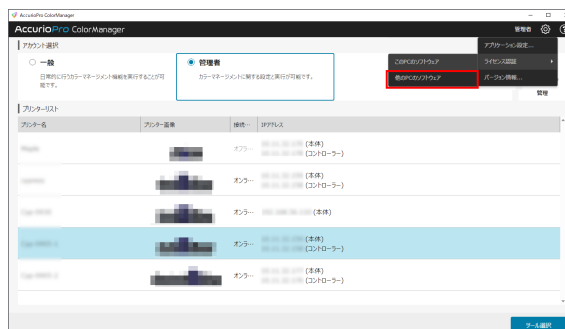 AccurioPro ColorManager
AccurioPro ColorManager
管理者
アカウント選択
一般
日常的に行うカラーマネージメント機能を実行することが可能です。
管理者
カラーマネージメントに関する設定と実行が可能です。
アプリケーション設定...
ライセンス認証
バージョン情報...
このPCのソフトウェア
他のPCのソフトウェア
管理
プリンターリスト
プリンター名
プリンター画像
接続…
IPアドレス
オフラ…
(本体)
(コントローラー)
オンラ…
(本体)
(コントローラー)
オンラ…
(本体)
オンラ…
(本体)
(コントローラー)
オンラ…
(本体)
(コントローラー)
ツール選択